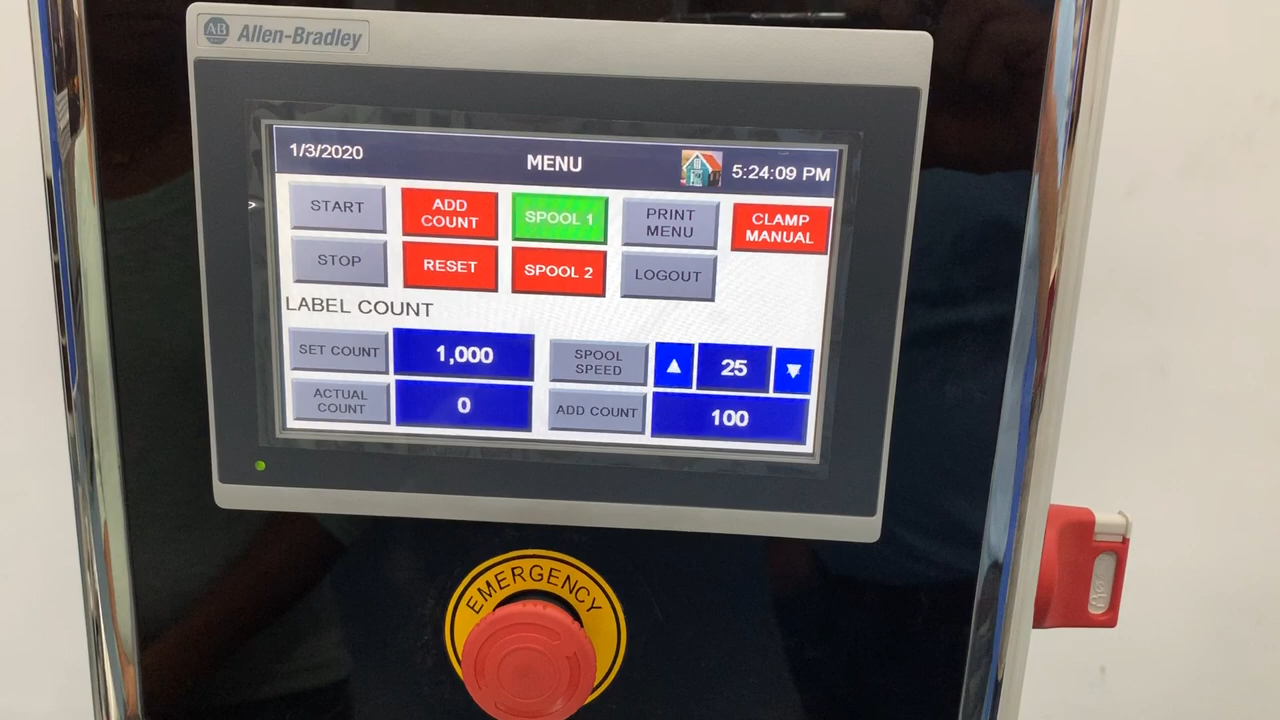 AB Allen-Bradley
1/3/2020
MENU
5:24:09 PM
START
ADD
COUNT
SPOOL 1
PRINT
MENU
CLAMP
MANUAL
STOP
RESET
SPOOL 2
LOGOUT
LABEL COUNT
SET COUNT
1,000
SPOOL
SPEED
▲
25
▼
ACTUAL
COUNT
0
ADD COUNT
100
EMERGENCY